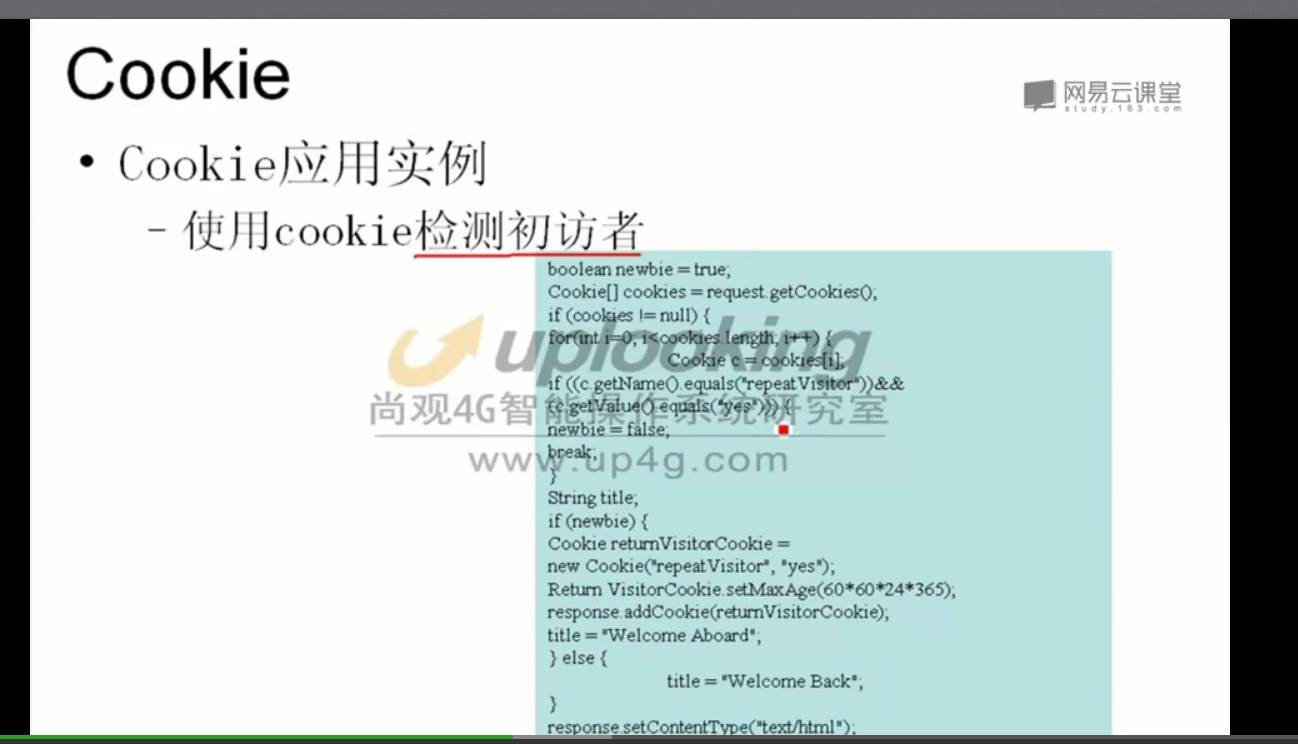 Cookie
网易云课堂
study.163.com
• Cookie应用实例
– 使用cookie检测初访者
boolean newbie = true;
Cookie[] cookies = request.getCookies();
if (cookies != null) {
for(int i=0; i<cookies.length; i++) {
Cookie c = cookies[i];
if ((c.getName().equals("repeatVisitor"))&&
(c.getValue().equals("yes"))) {
newbie = false;
break;
}
String title;
if (newbie) {
Cookie returnVisitorCookie =
new Cookie("repeatVisitor", "yes");
Return VisitorCookie.setMaxAge(60*60*24*365);
response.addCookie(returnVisitorCookie);
title = "Welcome Aboard";
} else {
title = "Welcome Back";
}
response.setContentType("text/html");
uplooking
尚观4G智能操作系统研究室
www.up4g.com